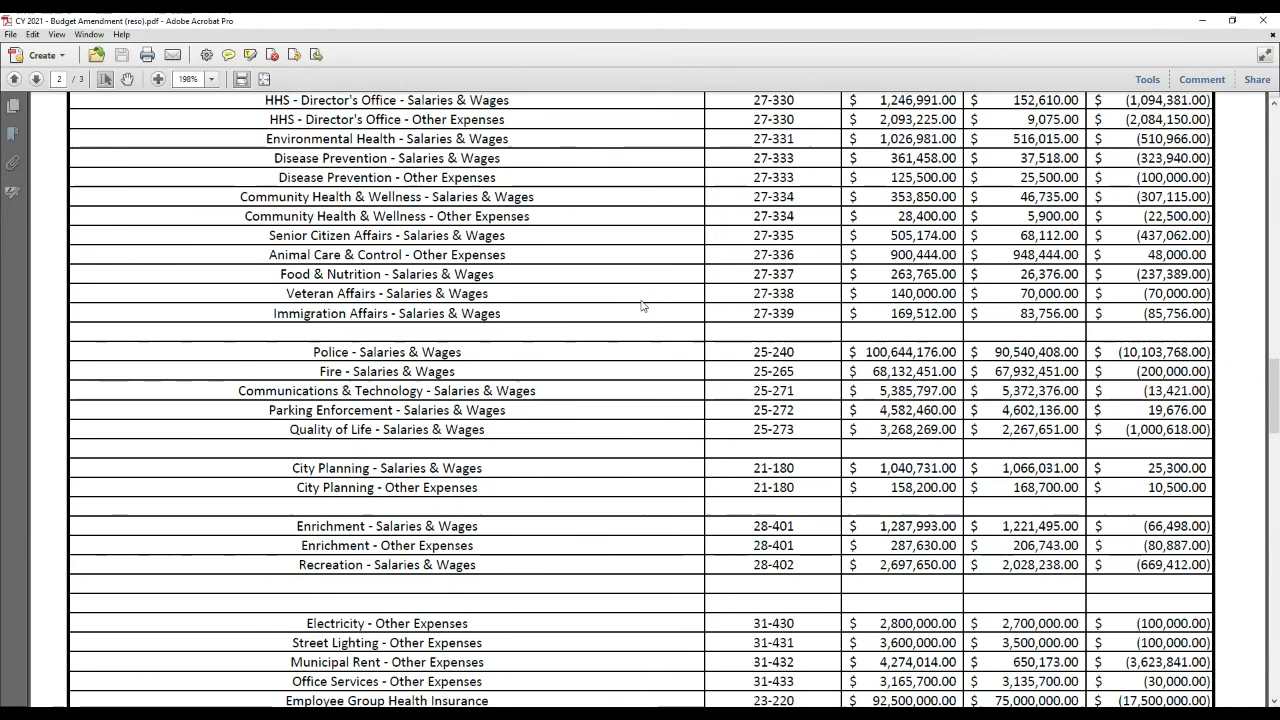 CY 2021 - Budget Amendment (reso).pdf - Adobe Acrobat Pro
File Edit View Window Help
Create
2 / 3 198% Tools Comment Share
HHS - Director's Office - Salaries & Wages 27-330 $ 1,246,991.00 $ 152,610.00 $ (1,094,381.00)
HHS - Director's Office - Other Expenses 27-330 $ 2,093,225.00 $ 9,075.00 $ (2,084,150.00)
Environmental Health - Salaries & Wages 27-331 $ 1,026,981.00 $ 516,015.00 $ (510,966.00)
Disease Prevention - Salaries & Wages 27-333 $ 361,458.00 $ 37,518.00 $ (323,940.00)
Disease Prevention - Other Expenses 27-333 $ 125,500.00 $ 25,500.00 $ (100,000.00)
Community Health & Wellness - Salaries & Wages 27-334 $ 353,850.00 $ 46,735.00 $ (307,115.00)
Community Health & Wellness - Other Expenses 27-334 $ 28,400.00 $ 5,900.00 $ (22,500.00)
Senior Citizen Affairs - Salaries & Wages 27-335 $ 505,174.00 $ 68,112.00 $ (437,062.00)
Animal Care & Control - Other Expenses 27-336 $ 900,444.00 $ 948,444.00 $ 48,000.00
Food & Nutrition - Salaries & Wages 27-337 $ 263,765.00 $ 26,376.00 $ (237,389.00)
Veteran Affairs - Salaries & Wages 27-338 $ 140,000.00 $ 70,000.00 $ (70,000.00)
Immigration Affairs - Salaries & Wages 27-339 $ 169,512.00 $ 83,756.00 $ (85,756.00)
Police - Salaries & Wages 25-240 $ 100,644,176.00 $ 90,540,408.00 $ (10,103,768.00)
Fire - Salaries & Wages 25-265 $ 68,132,451.00 $ 67,932,451.00 $ (200,000.00)
Communications & Technology - Salaries & Wages 25-271 $ 5,385,797.00 $ 5,372,376.00 $ (13,421.00)
Parking Enforcement - Salaries & Wages 25-272 $ 4,582,460.00 $ 4,602,136.00 $ 19,676.00
Quality of Life - Salaries & Wages 25-273 $ 3,268,269.00 $ 2,267,651.00 $ (1,000,618.00)
City Planning - Salaries & Wages 21-180 $ 1,040,731.00 $ 1,066,031.00 $ 25,300.00
City Planning - Other Expenses 21-180 $ 158,200.00 $ 168,700.00 $ 10,500.00
Enrichment - Salaries & Wages 28-401 $ 1,287,993.00 $ 1,221,495.00 $ (66,498.00)
Enrichment - Other Expenses 28-401 $ 287,630.00 $ 206,743.00 $ (80,887.00)
Recreation - Salaries & Wages 28-402 $ 2,697,650.00 $ 2,028,238.00 $ (669,412.00)
Electricity - Other Expenses 31-430 $ 2,800,000.00 $ 2,700,000.00 $ (100,000.00)
Street Lighting - Other Expenses 31-431 $ 3,600,000.00 $ 3,500,000.00 $ (100,000.00)
Municipal Rent - Other Expenses 31-432 $ 4,274,014.00 $ 650,173.00 $ (3,623,841.00)
Office Services - Other Expenses 31-433 $ 3,165,700.00 $ 3,135,700.00 $ (30,000.00)
Employee Group Health Insurance 23-220 $ 92,500,000.00 $ 75,000,000.00 $ (17,500,000.00)